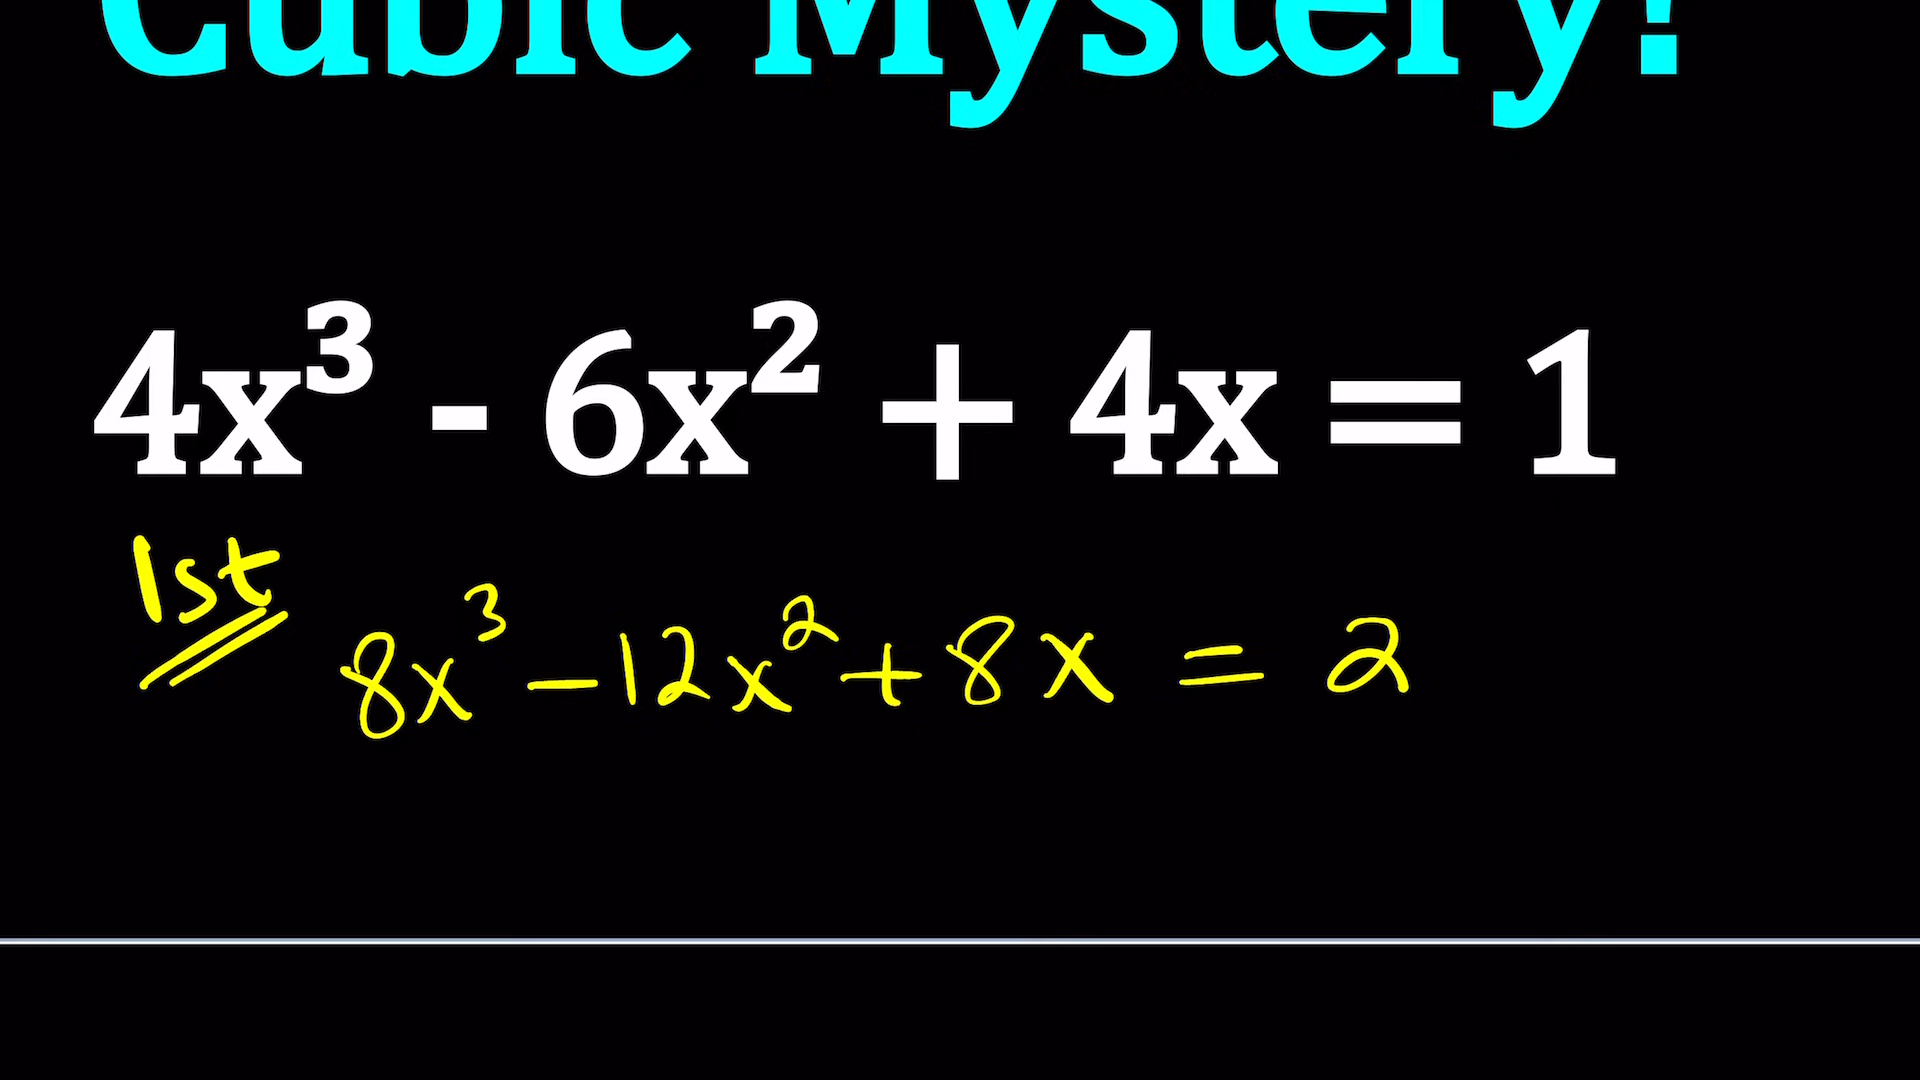 Cubic Mystery!
4x³ - 6x² + 4x = 1
1st
8x³ - 12x² + 8x = 2